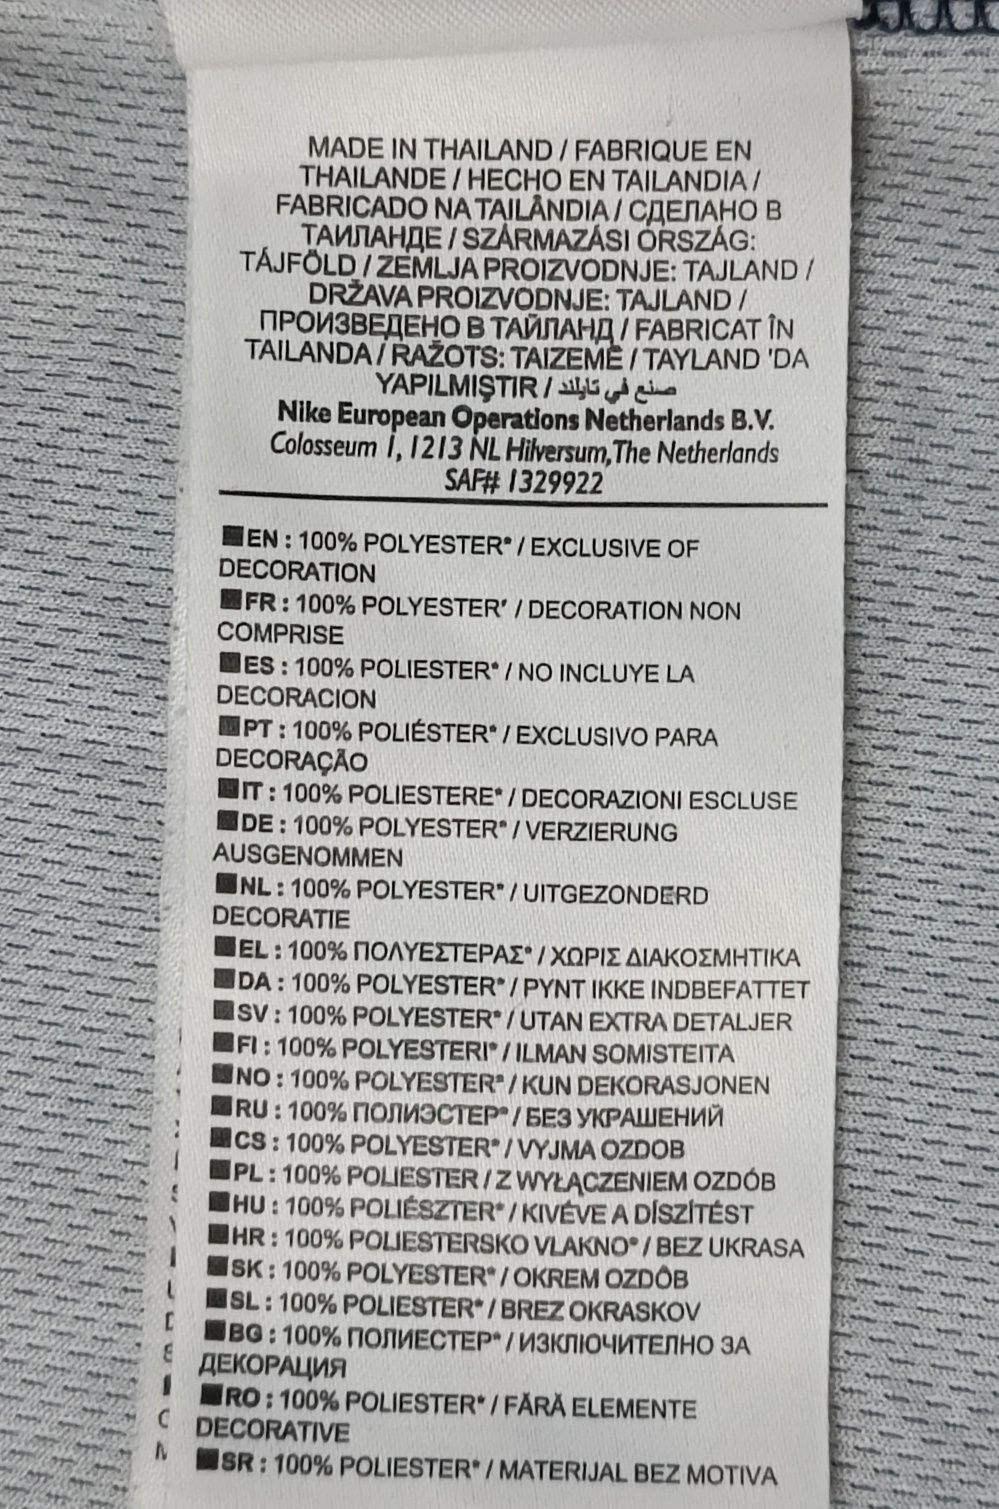 MADE IN THAILAND / FABRIQUE EN
THAILANDE / HECHO EN TAILANDIA /
FABRICADO NA TAILÂNDIA / СДЕЛАНО В
ТАИЛАНДЕ / SZÁRMAZÁSI ORSZÁG:
TÁJFÖLD / ZEMLJA PROIZVODNJE: TAJLAND /
DRŽAVA PROIZVODNJE: TAJLAND /
ПРОИЗВЕДЕНО В ТАЙЛАНД / FABRICAT ÎN
TAILANDA / RAŽOTS: TAIZEMĒ / TAYLAND 'DA
YAPILMIŞTIR / صنع في تايلند
Nike European Operations Netherlands B.V.
Colosseum 1, 1213 NL Hilversum, The Netherlands
SAF# 1329922
■EN : 100% POLYESTER* / EXCLUSIVE OF
DECORATION
■FR : 100% POLYESTER* / DECORATION NON
COMPRISE
■ES : 100% POLIESTER* / NO INCLUYE LA
DECORACION
■PT : 100% POLIÉSTER* / EXCLUSIVO PARA
DECORAÇÃO
■IT : 100% POLIESTERE* / DECORAZIONI ESCLUSE
■DE : 100% POLYESTER* / VERZIERUNG
AUSGENOMMEN
■NL : 100% POLYESTER* / UITGEZONDERD
DECORATIE
■EL : 100% ΠΟΛΥΕΣΤΕΡΑΣ* / ΧΩΡΙΣ ΔΙΑΚΟΣΜΗΤΙΚΑ
■DA : 100% POLYESTER* / PYNT IKKE INDBEFATTET
■SV : 100% POLYESTER* / UTAN EXTRA DETALJER
■FI : 100% POLYESTERI* / ILMAN SOMISTEITA
■NO : 100% POLYESTER* / KUN DEKORASJONEN
■RU : 100% ПОЛИЭСТЕР* / БЕЗ УКРАШЕНИЙ
■CS : 100% POLYESTER* / VYJMA OZDOB
■PL : 100% POLIESTER / Z WYŁĄCZENIEM OZDÓB
■HU : 100% POLIÉSZTER* / KIVÉVE A DÍSZÍTÉST
■HR : 100% POLIESTERSKO VLAKNO* / BEZ UKRASA
■SK : 100% POLYESTER* / OKREM OZDÔB
■SL : 100% POLIESTER* / BREZ OKRASKOV
■BG : 100% ПОЛИЕСТЕР* / ИЗКЛЮЧИТЕЛНО ЗА
ДЕКОРАЦИЯ
■RO : 100% POLIESTER* / FĂRĂ ELEMENTE
DECORATIVE
■SR : 100% POLIESTER* / MATERIJAL BEZ MOTIVA